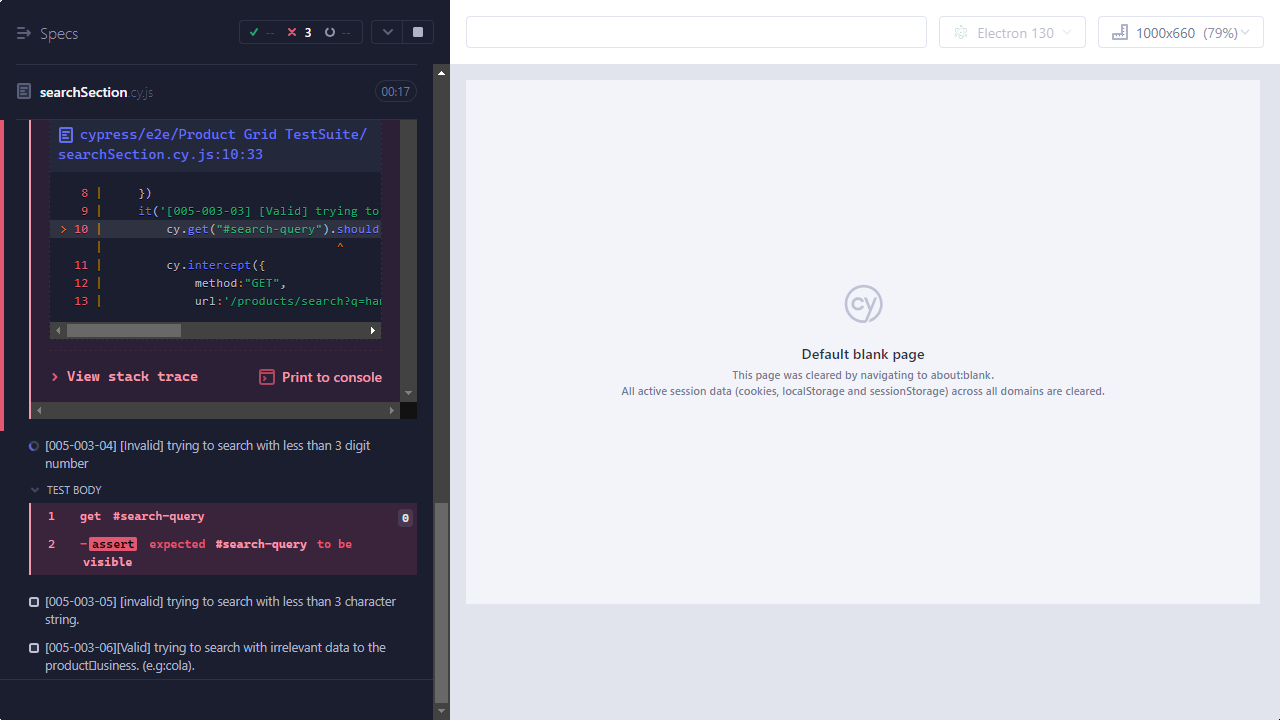 Specs
--
3
--
Electron 130
1000x660 (79%)
searchSection.cy.js
00:17
cypress/e2e/Product Grid TestSuite/
searchSection.cy.js:10:33
8 | })
9 | it('[005-003-03] [Valid] trying to
> 10 | cy.get("#search-query").should
| ^
11 | cy.intercept({
12 | method:"GET",
13 | url:'/products/search?q=ha
> View stack trace
Print to console
[005-003-04] [Invalid] trying to search with less than 3 digit
number
TEST BODY
1 get #search-query 0
2 -assert expected #search-query to be
visible
[005-003-05] [invalid] trying to search with less than 3 character
string.
[005-003-06][Valid] trying to search with irrelevant data to the
product▯usiness. (e.g:cola).
cy
Default blank page
This page was cleared by navigating to about:blank.
All active session data (cookies, localStorage and sessionStorage) across all domains are cleared.